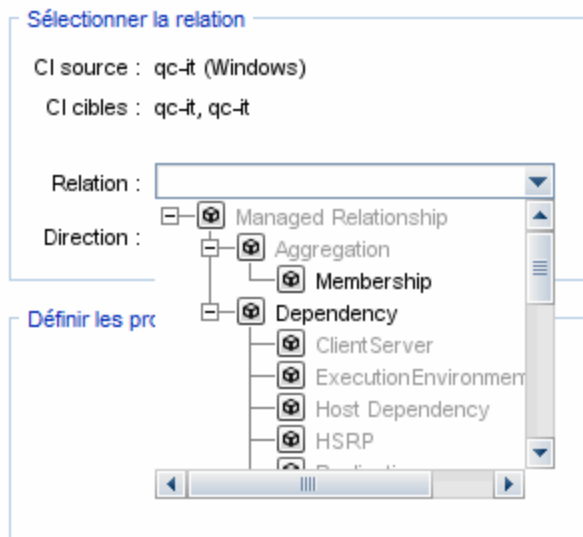 Sélectionner la relation
CI source : qc-it (Windows)
CI cibles : qc-it, qc-it
Relation :
Managed Relationship
Direction :
Aggregation
Membership
Définir les pro
Dependency
ClientServer
ExecutionEnvironmen
Host Dependency
HSRP